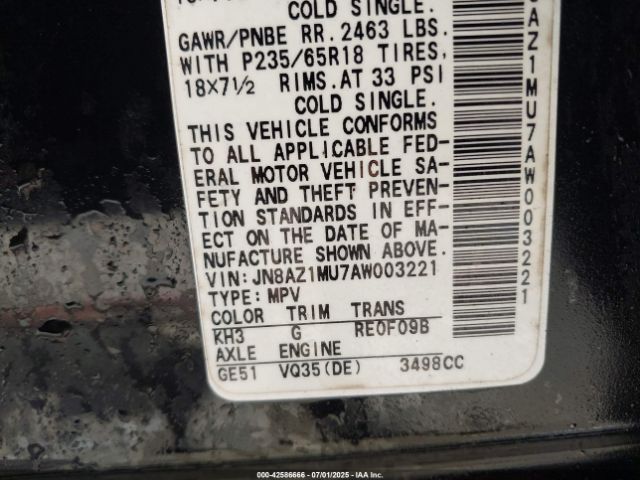 COLD SINGLE.
GAWR/PNBE RR. 2463 LBS.
WITH P235/65R18 TIRES,
18X7½ RIMS. AT 33 PSI
COLD SINGLE.
THIS VEHICLE CONFORMS
TO ALL APPLICABLE FED-
ERAL MOTOR VEHICLE SA-
FETY AND THEFT PREVEN-
TION STANDARDS IN EFF-
ECT ON THE DATE OF MA-
NUFACTURE SHOWN ABOVE.
VIN: JN8AZ1MU7AW003221
TYPE: MPV
COLOR TRIM TRANS
KH3 G RE0F09B
AXLE ENGINE
GE51 VQ35(DE) 3498CC
AZ1MU7AW003221
000-42586666 - 07/01/2025 - IAA Inc.